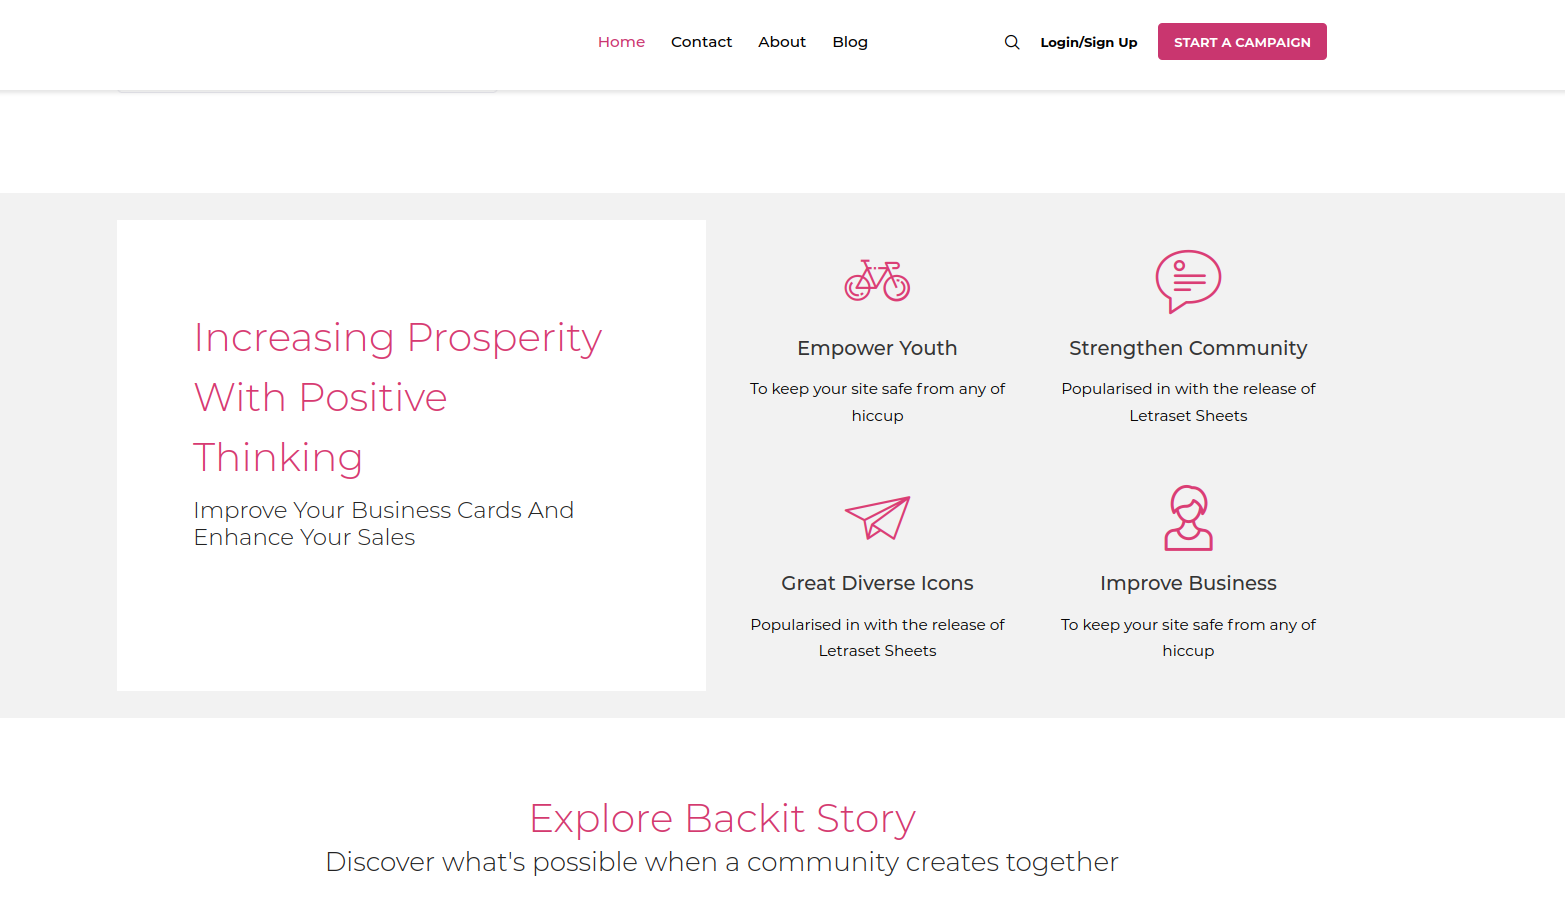 Home Contact About Blog Login/Sign Up START A CAMPAIGN
Increasing Prosperity
With Positive
Thinking
Improve Your Business Cards And
Enhance Your Sales
Empower Youth
To keep your site safe from any of
hiccup
Strengthen Community
Popularised in with the release of
Letraset Sheets
Great Diverse Icons
Popularised in with the release of
Letraset Sheets
Improve Business
To keep your site safe from any of
hiccup
Explore Backit Story
Discover what's possible when a community creates together